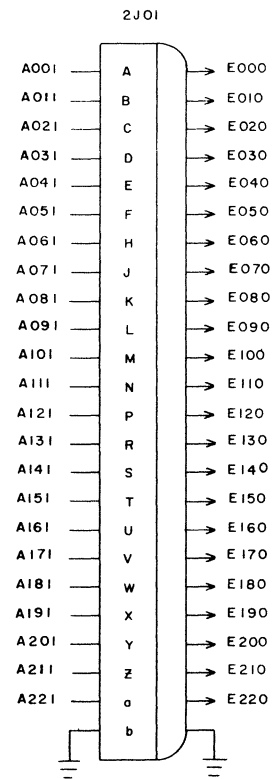 2J01
A001 A E000
A011 B E010
A021 C E020
A031 D E030
A041 E E040
A051 F E050
A061 H E060
A071 J E070
A081 K E080
A091 L E090
A101 M E100
A111 N E110
A121 P E120
A131 R E130
A141 S E140
A151 T E150
A161 U E160
A171 V E170
A181 W E180
A191 X E190
A201 Y E200
A211 Z E210
A221 a E220
b